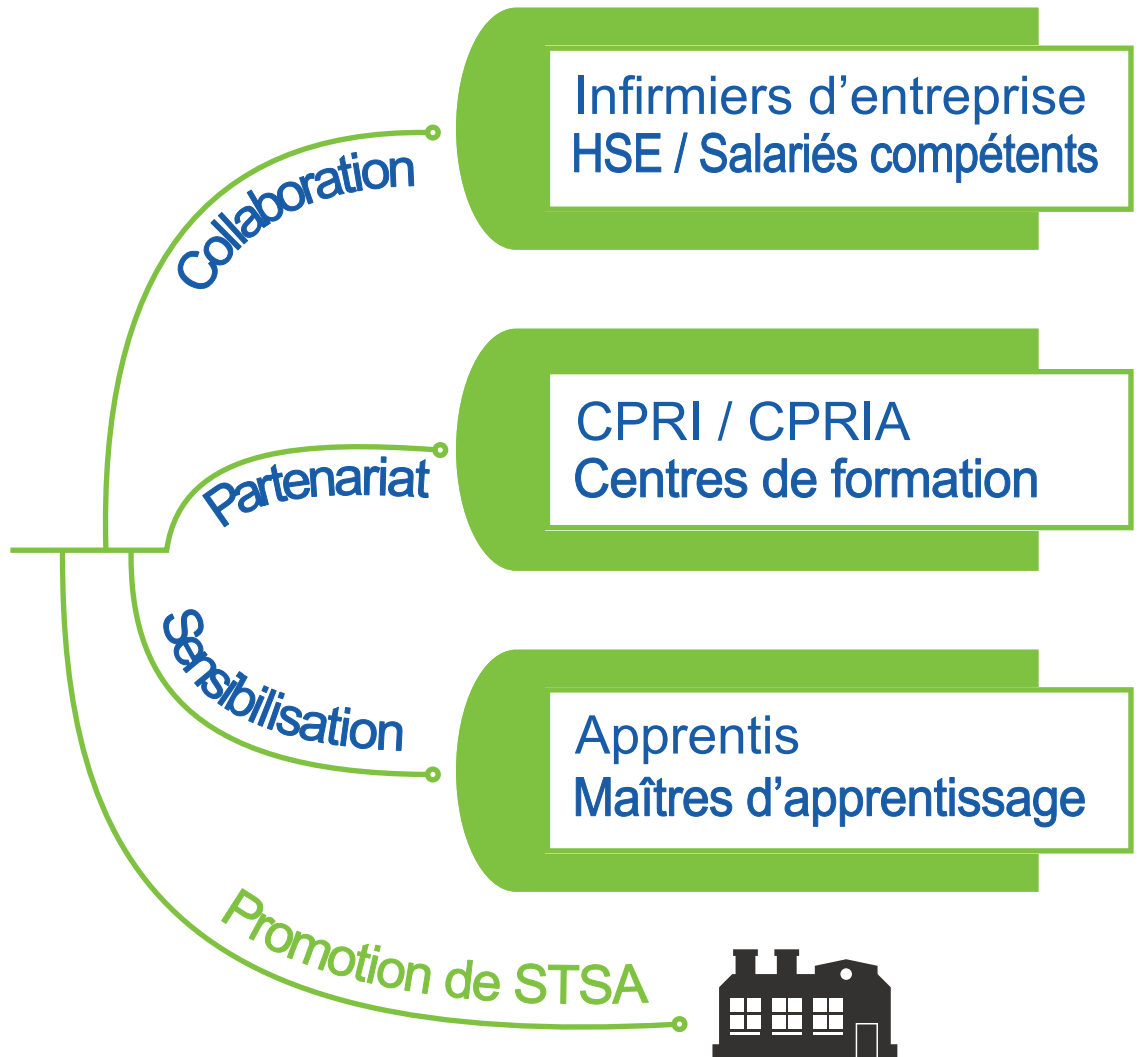 Collaboration
Infirmiers d’entreprise
HSE / Salariés compétents
Partenariat
CPRI / CPRIA
Centres de formation
Sensibilisation
Apprentis
Maîtres d’apprentissage
Promotion de STSA